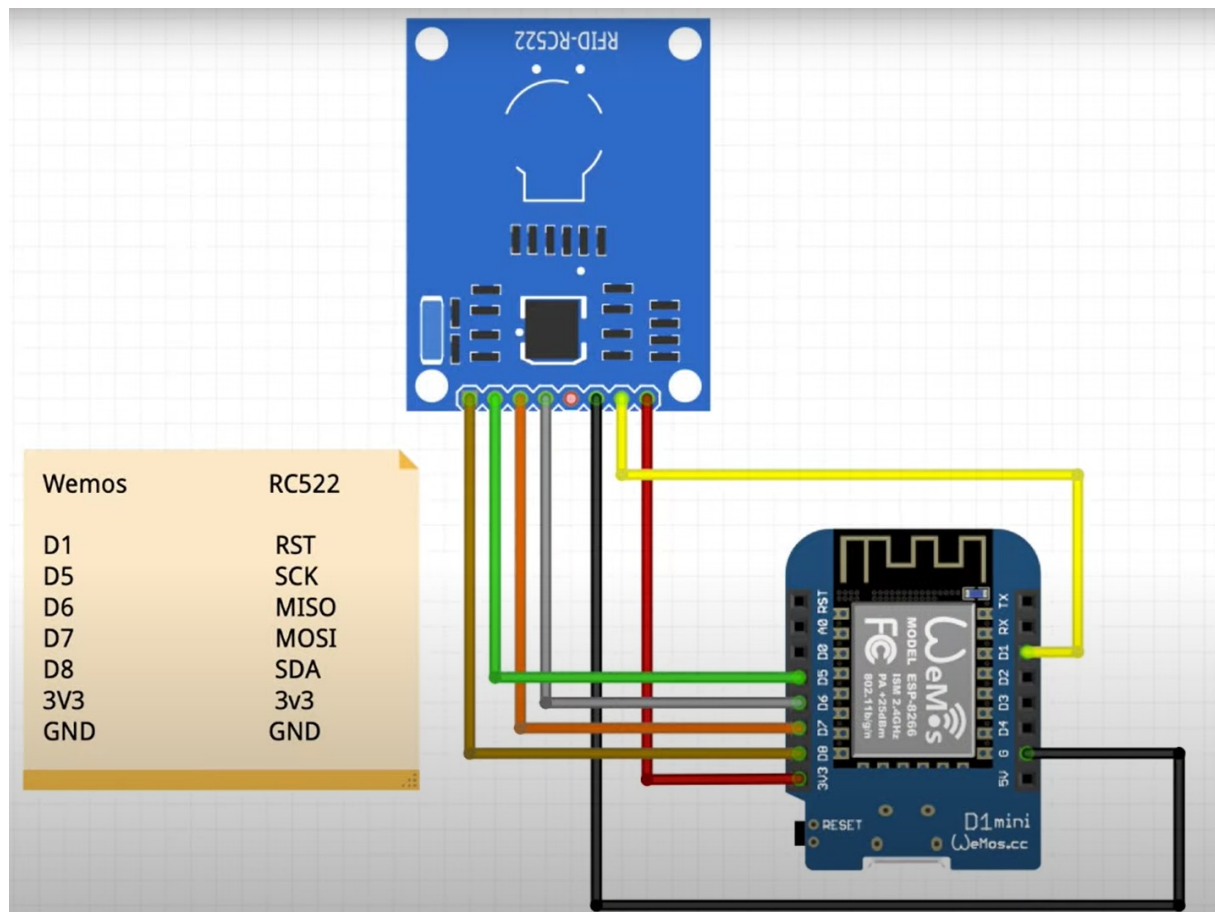 RFID-RC522
Wemos RC522
D1 RST
D5 SCK
D6 MISO
D7 MOSI
D8 SDA
3V3 3v3
GND GND
RST
A0
D0
D5
D6
D7
D8
3V3
TX
RX
D1
D2
D3
D4
G
5V
WeMos
MODEL ESP-8266
ISM 2.4GHz
PA +25dBm
802.11b/g/n
FC
RESET
D1mini
WeMos.cc